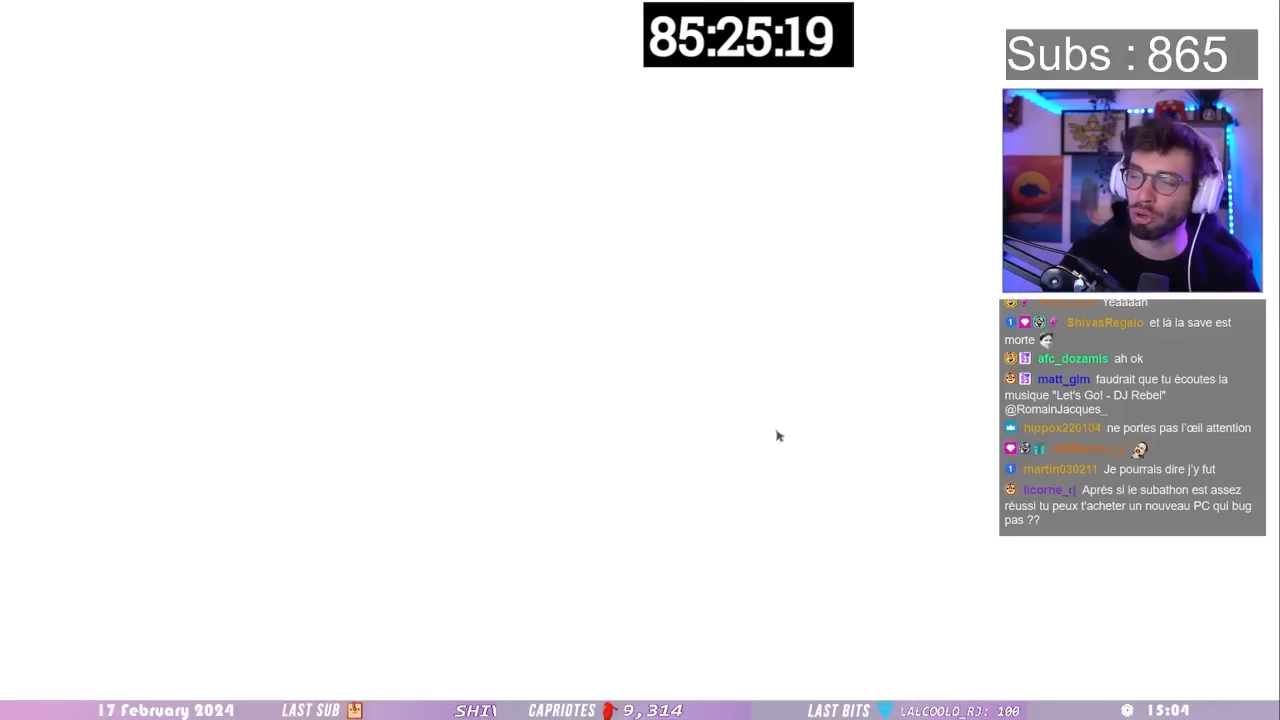 85:25:19
Subs : 865
Yeaaaah
ShivasRegalo et là la save est
morte
afc_dozamis ah ok
matt_glm faudrait que tu écoutes la
musique "Let's Go! - DJ Rebel"
@RomainJacques_
hippox220104 ne portes pas l'œil attention
martin030211 Je pourrais dire j'y fut
licorne_rj Après si le subathon est assez
réussi tu peux t'acheter un nouveau PC qui bug
pas ??
17 February 2024 LAST SUB SHIV CAPRIOTES 9,314 LAST BITS LALCOOLO_RJ: 100 15:04